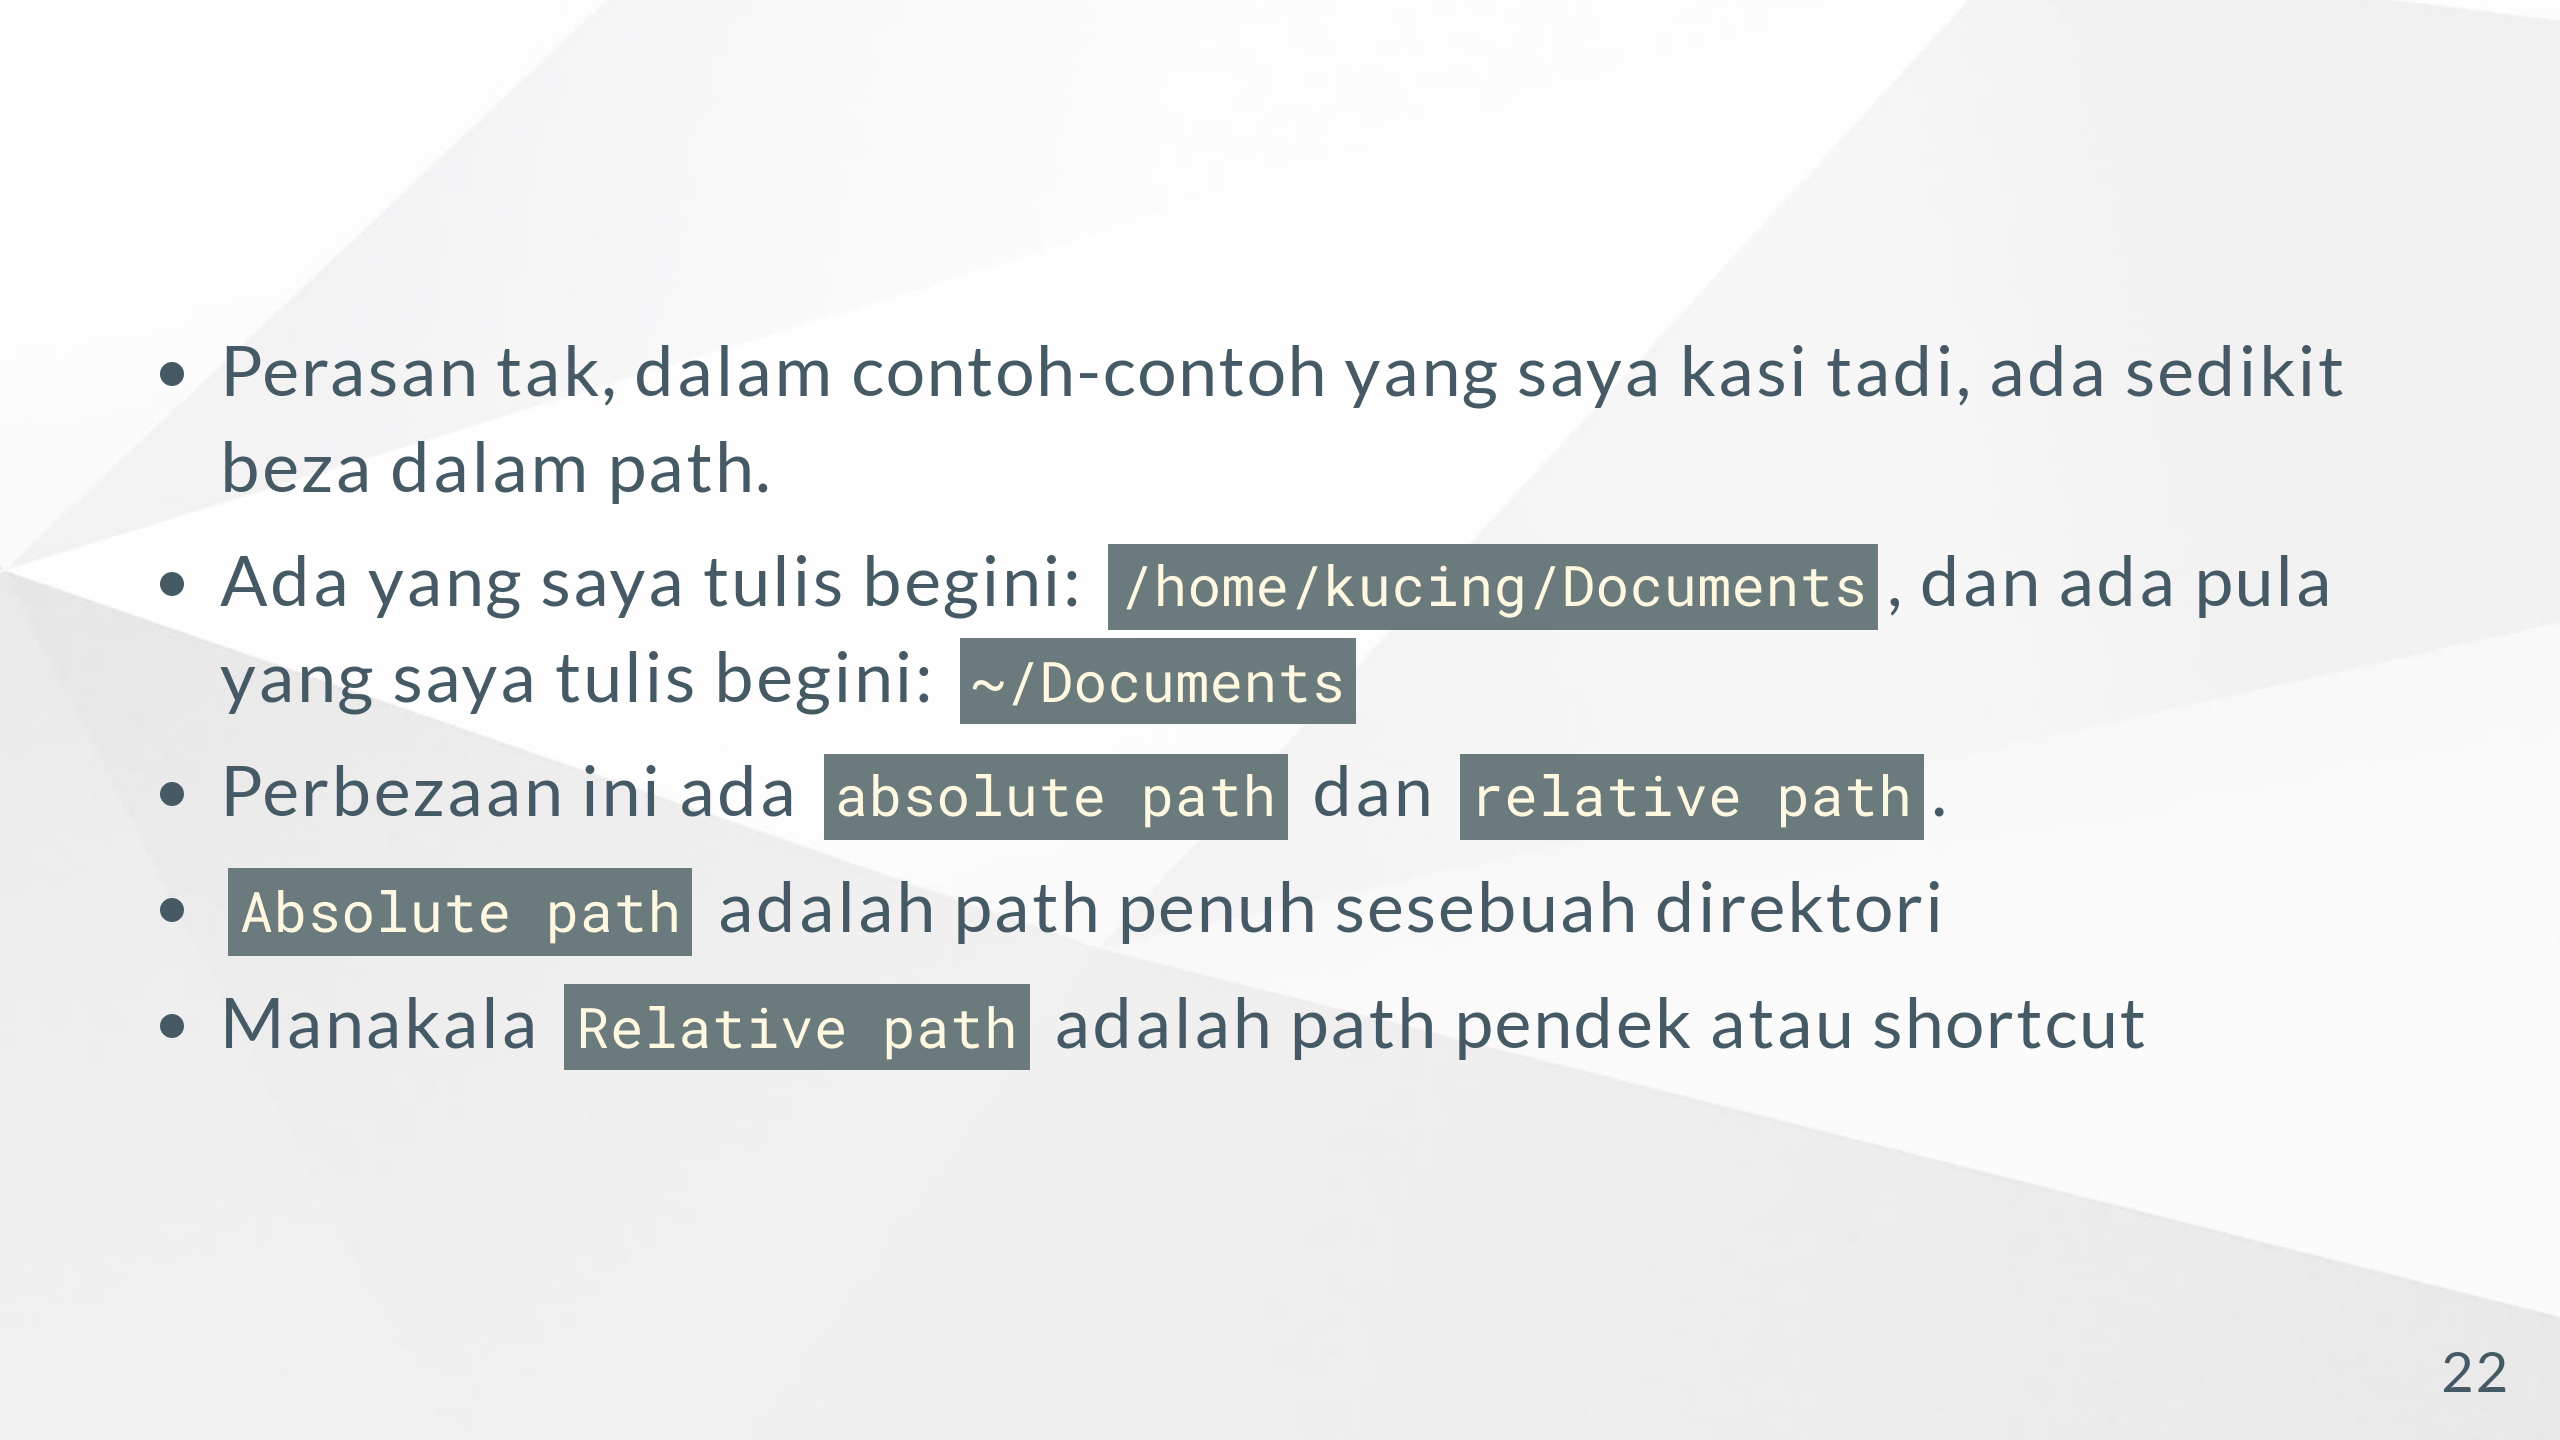 • Perasan tak, dalam contoh-contoh yang saya kasi tadi, ada sedikit
beza dalam path.
• Ada yang saya tulis begini: /home/kucing/Documents, dan ada pula
yang saya tulis begini: ~/Documents
• Perbezaan ini ada absolute path dan relative path.
• Absolute path adalah path penuh sesebuah direktori
• Manakala Relative path adalah path pendek atau shortcut
22